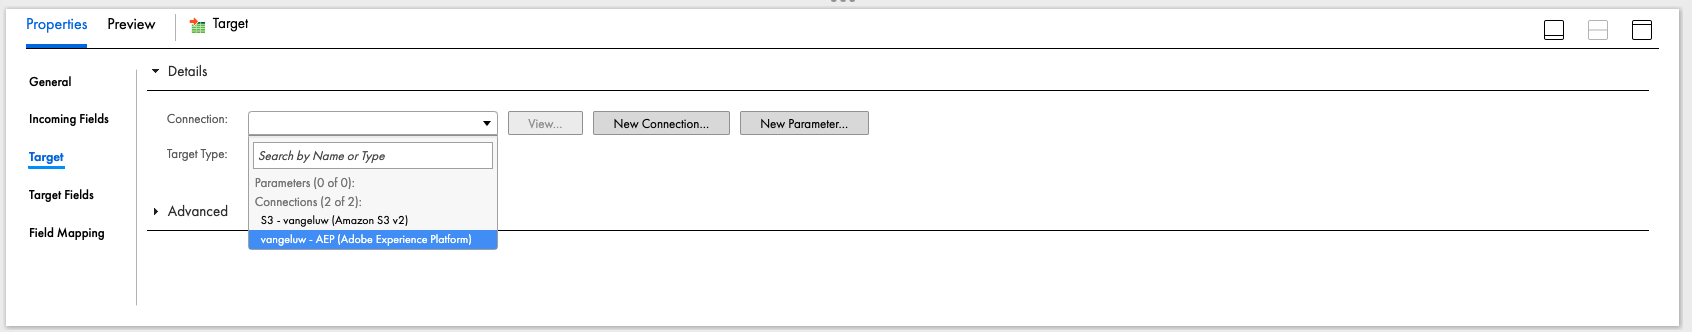 Properties Preview Target
General
Details
Incoming Fields
Connection: View... New Connection... New Parameter...
Target
Target Type: Search by Name or Type
Parameters (0 of 0):
Target Fields
Connections (2 of 2):
Advanced
S3 - vangeluw (Amazon S3 v2)
Field Mapping
vangeluw - AEP (Adobe Experience Platform)